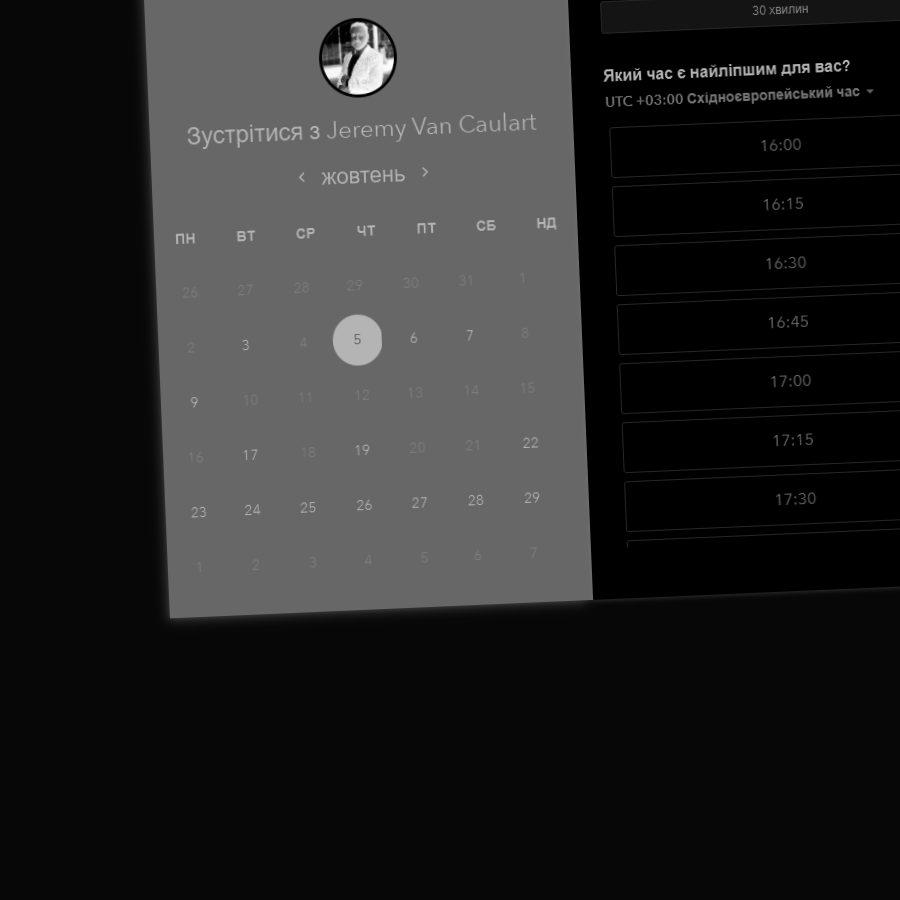 Зустрітися з Jeremy Van Caulart
жовтень
ПН ВТ СР ЧТ ПТ СБ НД
26 27 28 29 30 31 1
2 3 4 5 6 7 8
9 10 11 12 13 14 15
16 17 18 19 20 21 22
23 24 25 26 27 28 29
1 2 3 4 5 6 7
30 хвилин
Який час є найліпшим для вас?
UTC +03:00 Східноєвропейський час
16:00
16:15
16:30
16:45
17:00
17:15
17:30